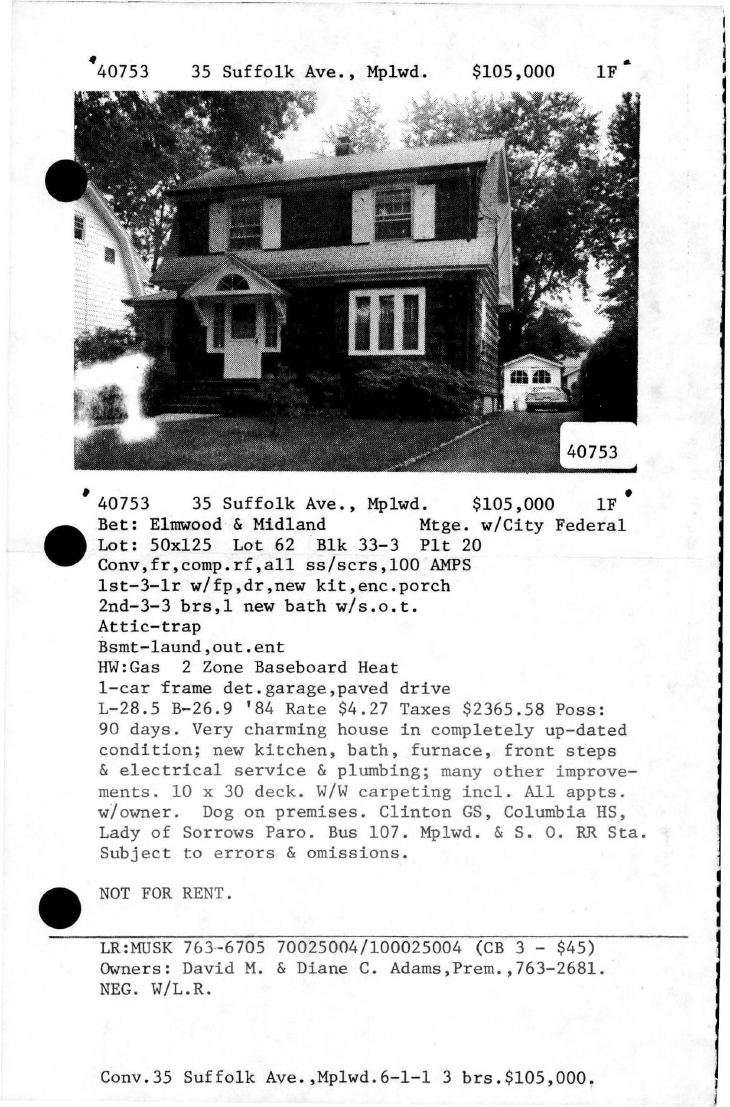 40753 35 Suffolk Ave., Mplwd. $105,000 1F
40753
40753 35 Suffolk Ave., Mplwd. $105,000 1F
Bet: Elmwood & Midland Mtge. w/City Federal
Lot: 50x125 Lot 62 Blk 33-3 Plt 20
Conv,fr,comp.rf,all ss/scrs,100 AMPS
1st-3-lr w/fp,dr,new kit,enc.porch
2nd-3-3 brs,1 new bath w/s.o.t.
Attic-trap
Bsmt-laund,out.ent
HW:Gas 2 Zone Baseboard Heat
1-car frame det.garage,paved drive
L-28.5 B-26.9 '84 Rate $4.27 Taxes $2365.58 Poss:
90 days. Very charming house in completely up-dated
condition; new kitchen, bath, furnace, front steps
& electrical service & plumbing; many other improve-
ments. 10 x 30 deck. W/W carpeting incl. All appts.
w/owner. Dog on premises. Clinton GS, Columbia HS,
Lady of Sorrows Paro. Bus 107. Mplwd. & S. O. RR Sta.
Subject to errors & omissions.
NOT FOR RENT.
LR:MUSK 763-6705 70025004/100025004 (CB 3 - $45)
Owners: David M. & Diane C. Adams,Prem.,763-2681.
NEG. W/L.R.
Conv.35 Suffolk Ave.,Mplwd.6-1-1 3 brs.$105,000.